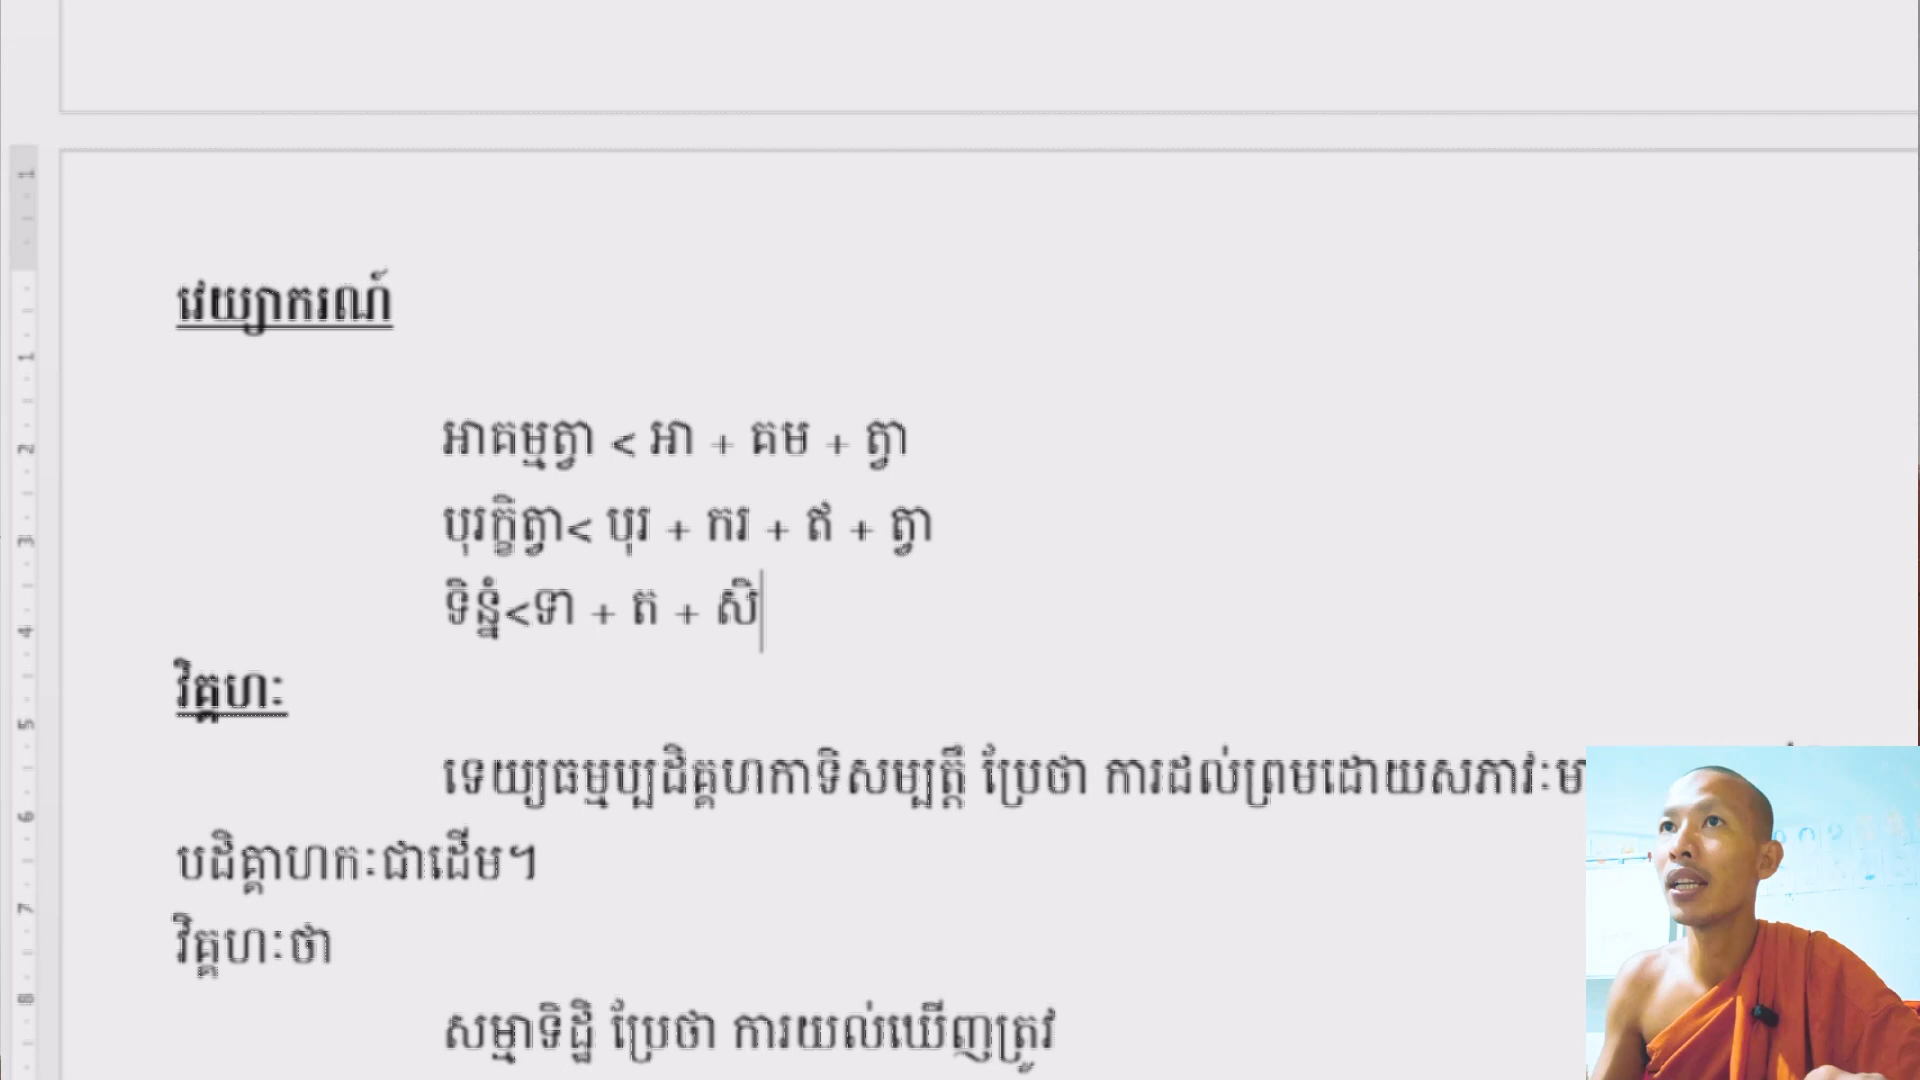 វេយ្យាករណ៍
អាគម្មត្វា < អា + គម + ត្វា
បុរក្ខិត្វា< បុរ + ករ + ឥ + ត្វា
ទិន្នំ<ទា + ត + សិ
វិគ្គហៈ
ទេយ្យធម្មប្បដិគ្គហកាទិសម្បត្តិ ប្រែថា ការដល់ព្រមដោយសភាវៈមា
បដិគ្គាហកៈជាដើម។
វិគ្គហៈថា
សម្មាទិដ្ឋិ ប្រែថា ការយល់ឃើញត្រូវ